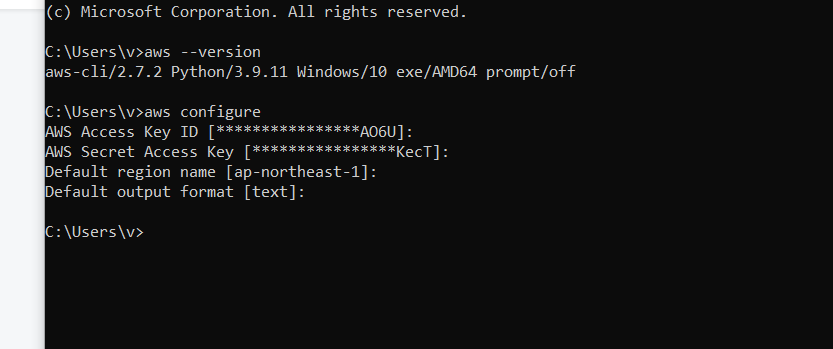 (c) Microsoft Corporation. All rights reserved.
C:\Users\v>aws --version
aws-cli/2.7.2 Python/3.9.11 Windows/10 exe/AMD64 prompt/off
C:\Users\v>aws configure
AWS Access Key ID [****************AO6U]:
AWS Secret Access Key [****************KecT]:
Default region name [ap-northeast-1]:
Default output format [text]:
C:\Users\v>